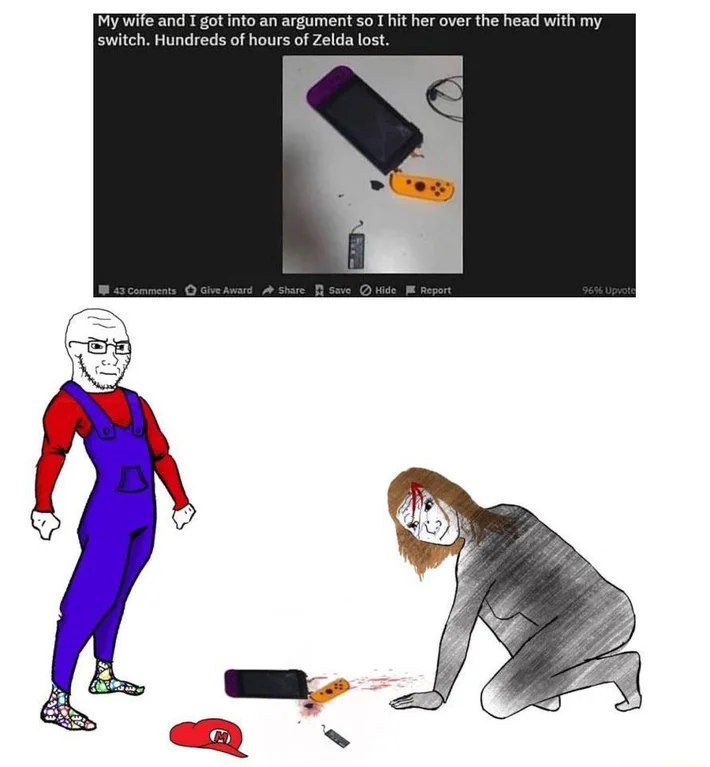 My wife and I got into an argument so I hit her over the head with my
switch. Hundreds of hours of Zelda lost.
43 Comments Give Award Share Save Hide Report 96% Upvote
M